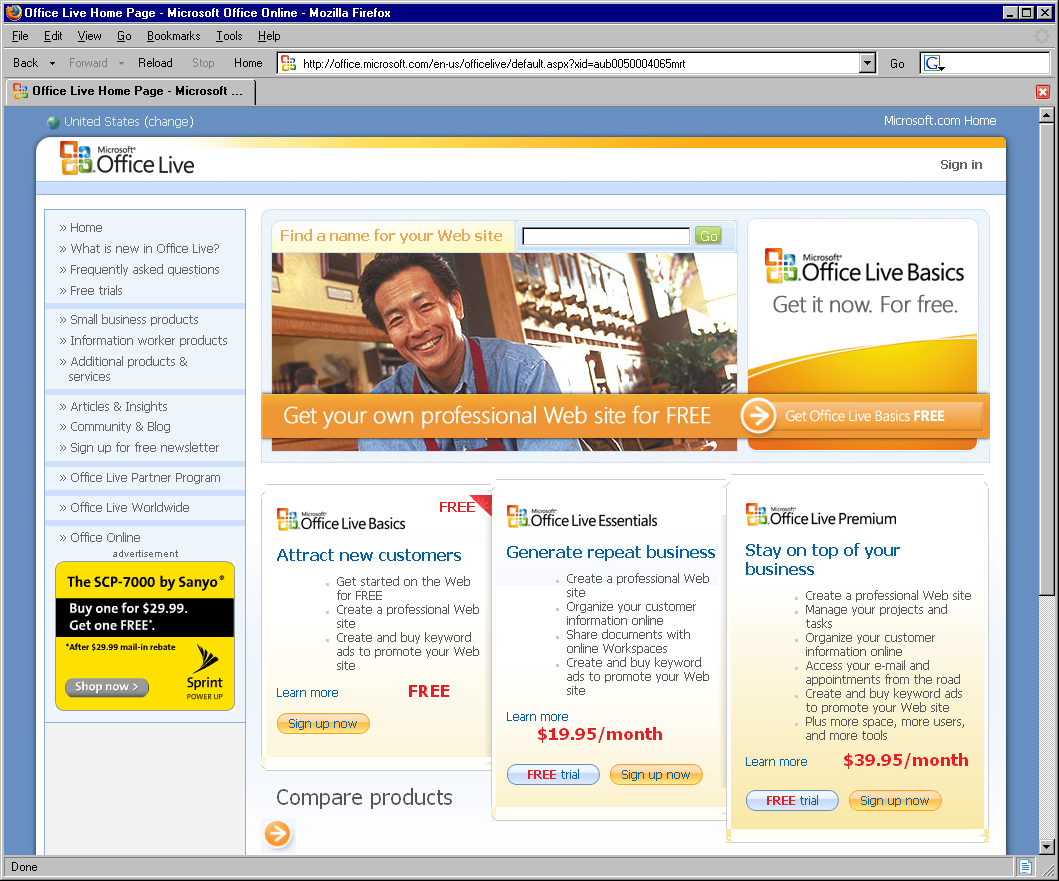 Office Live Home Page - Microsoft Office Online - Mozilla Firefox
File Edit View Go Bookmarks Tools Help
Back Forward Reload Stop Home http://office.microsoft.com/en-us/officelive/default.aspx?xid=aub0050004065mrt Go G
Office Live Home Page - Microsoft ...
United States (change) Microsoft.com Home
Microsoft® Office Live
Sign in
» Home
» What is new in Office Live?
» Frequently asked questions
» Free trials
» Small business products
» Information worker products
» Additional products &
services
» Articles & Insights
» Community & Blog
» Sign up for free newsletter
» Office Live Partner Program
» Office Live Worldwide
» Office Online
advertisement
The SCP-7000 by Sanyo®
Buy one for $29.99.
Get one FREE*.
*After $29.99 mail-in rebate
Shop now >
Sprint
POWER UP
Find a name for your Web site Go
Microsoft® Office Live Basics
Get it now. For free.
Get your own professional Web site for FREE
Get Office Live Basics FREE
FREE
Microsoft® Office Live Basics
Attract new customers
Get started on the Web
for FREE
Create a professional Web
site
Create and buy keyword
ads to promote your Web
site
Learn more FREE
Sign up now
Microsoft® Office Live Essentials
Generate repeat business
Create a professional Web
site
Organize your customer
information online
Share documents with
online Workspaces
Create and buy keyword
ads to promote your Web
site
Learn more
$19.95/month
FREE trial Sign up now
Microsoft® Office Live Premium
Stay on top of your
business
Create a professional Web site
Manage your projects and
tasks
Organize your customer
information online
Access your e-mail and
appointments from the road
Create and buy keyword ads
to promote your Web site
Plus more space, more users,
and more tools
Learn more $39.95/month
FREE trial Sign up now
Compare products
Done